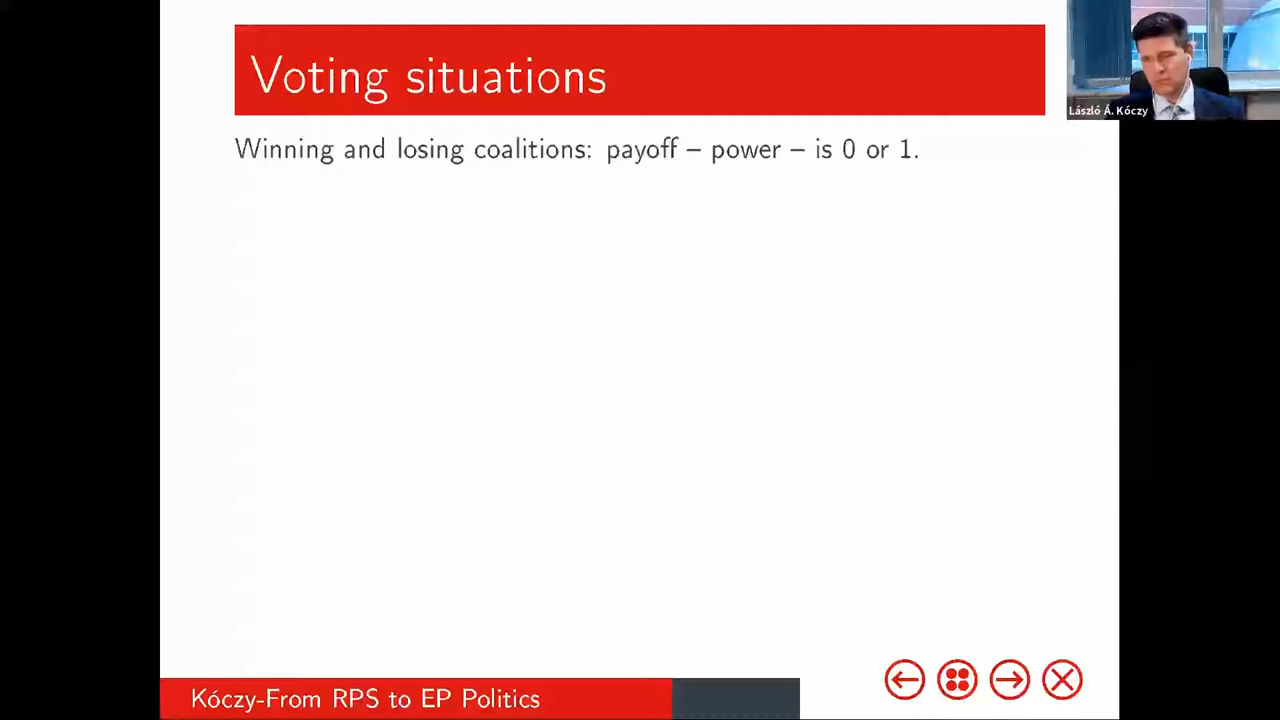 Voting situations
László Á. Kóczy
Winning and losing coalitions: payoff – power – is 0 or 1.
Kóczy-From RPS to EP Politics